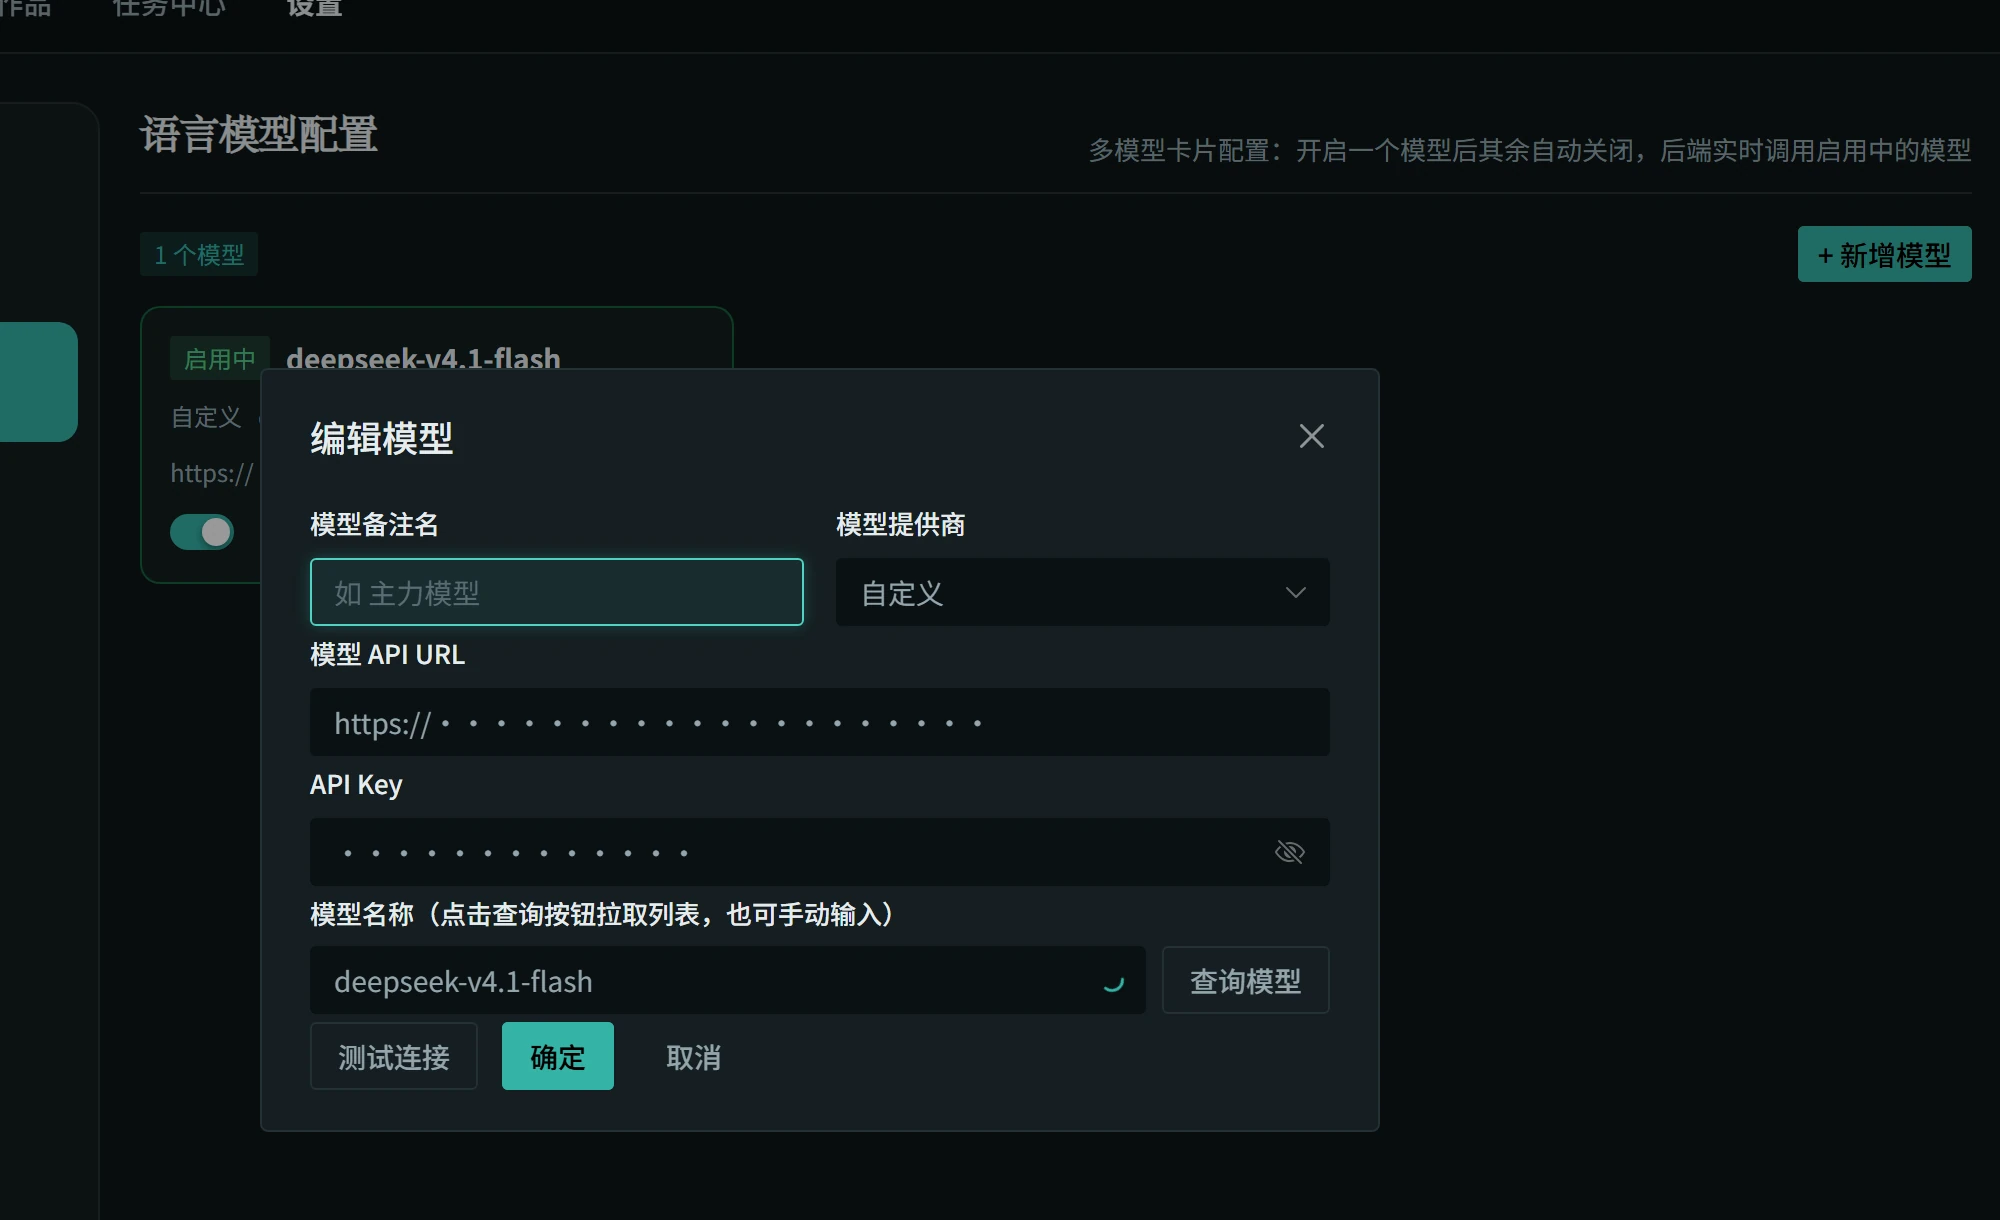 作品 任务中心 设置
语言模型配置
多模型卡片配置：开启一个模型后其余自动关闭，后端实时调用启用中的模型
1 个模型
+ 新增模型
启用中 deepseek-v4.1-flash
自定义
https://
编辑模型
模型备注名 模型提供商
如 主力模型 自定义
模型 API URL
https://••••••••••••••••••••
API Key
•••••••••••••
模型名称（点击查询按钮拉取列表，也可手动输入）
deepseek-v4.1-flash 查询模型
测试连接 确定 取消